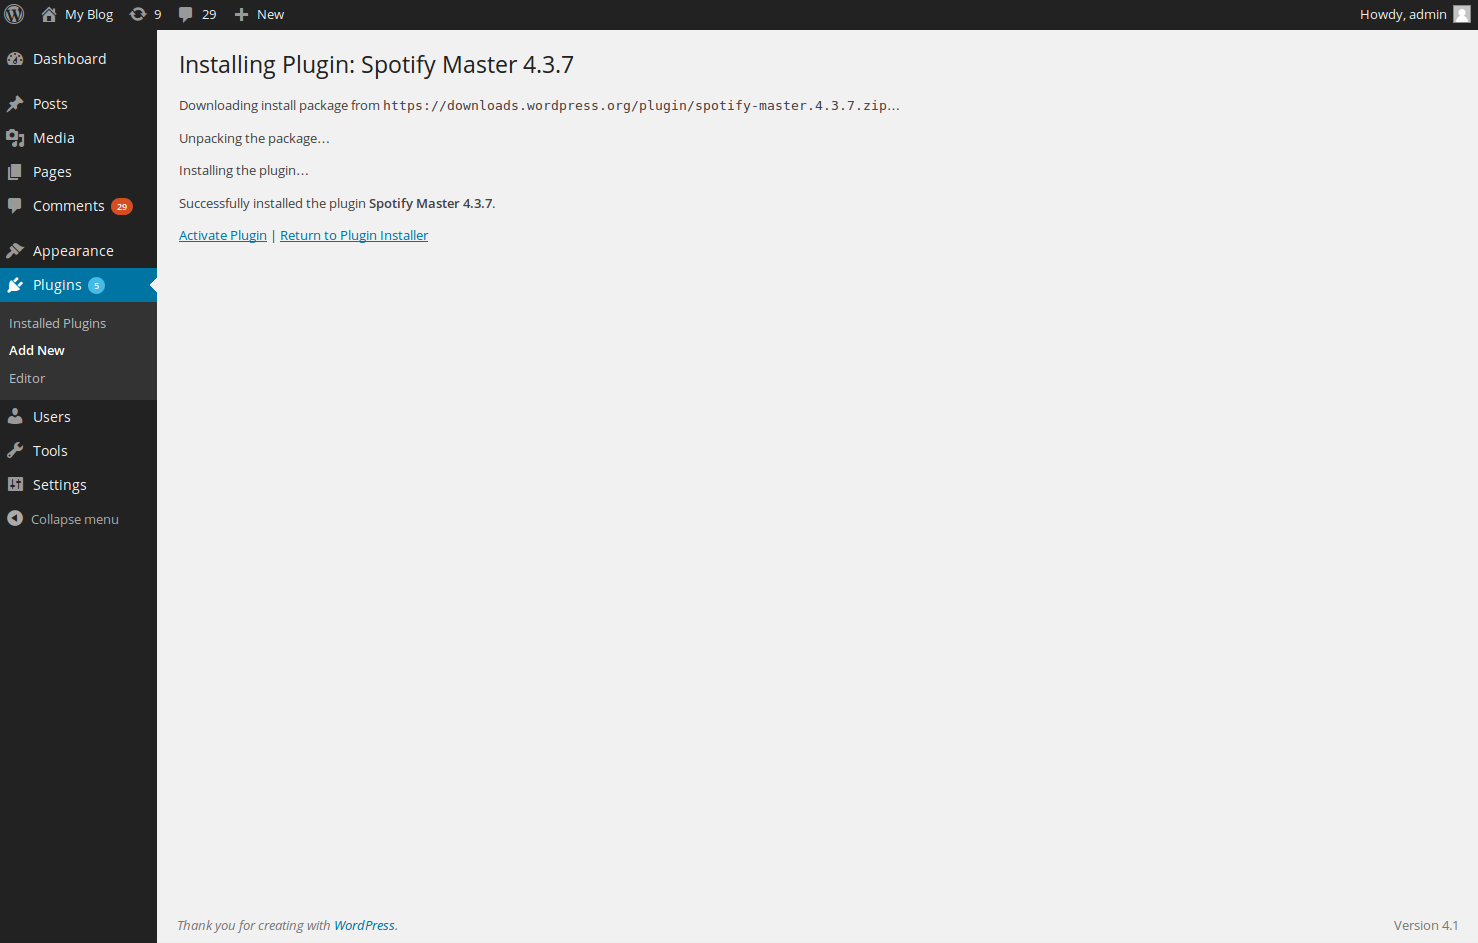 My Blog 9 29 New Howdy, admin
Dashboard
Posts
Media
Pages
Comments 29
Appearance
Plugins 5
Installed Plugins
Add New
Editor
Users
Tools
Settings
Collapse menu
Installing Plugin: Spotify Master 4.3.7
Downloading install package from https://downloads.wordpress.org/plugin/spotify-master.4.3.7.zip…
Unpacking the package…
Installing the plugin…
Successfully installed the plugin Spotify Master 4.3.7.
Activate Plugin | Return to Plugin Installer
Thank you for creating with WordPress. Version 4.1